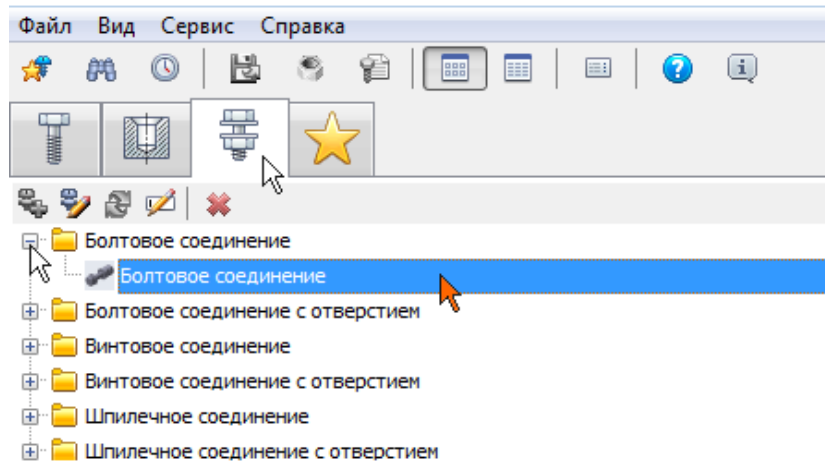 Файл Вид Сервис Справка
Болтовое соединение
Болтовое соединение
Болтовое соединение с отверстием
Винтовое соединение
Винтовое соединение с отверстием
Шпилечное соединение
Шпилечное соединение с отверстием